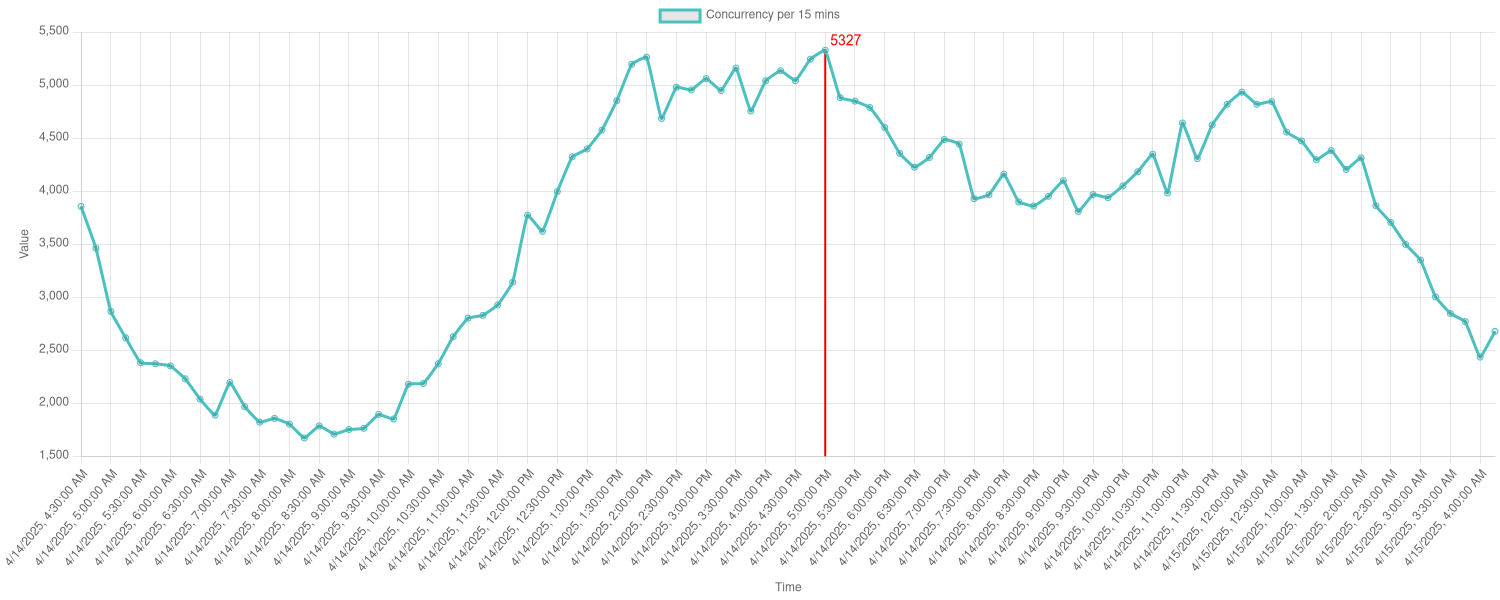 Concurrency per 15 mins
5327
5,500
5,000
4,500
4,000
3,500
3,000
2,500
2,000
1,500
Value
4/14/2025, 4:30:00 AM
4/14/2025, 5:00:00 AM
4/14/2025, 5:30:00 AM
4/14/2025, 6:00:00 AM
4/14/2025, 6:30:00 AM
4/14/2025, 7:00:00 AM
4/14/2025, 7:30:00 AM
4/14/2025, 8:00:00 AM
4/14/2025, 8:30:00 AM
4/14/2025, 9:00:00 AM
4/14/2025, 9:30:00 AM
4/14/2025, 10:00:00 AM
4/14/2025, 10:30:00 AM
4/14/2025, 11:00:00 AM
4/14/2025, 11:30:00 AM
4/14/2025, 12:00:00 PM
4/14/2025, 12:30:00 PM
4/14/2025, 1:00:00 PM
4/14/2025, 1:30:00 PM
4/14/2025, 2:00:00 PM
4/14/2025, 2:30:00 PM
4/14/2025, 3:00:00 PM
4/14/2025, 3:30:00 PM
4/14/2025, 4:00:00 PM
4/14/2025, 4:30:00 PM
4/14/2025, 5:00:00 PM
4/14/2025, 5:30:00 PM
4/14/2025, 6:00:00 PM
4/14/2025, 6:30:00 PM
4/14/2025, 7:00:00 PM
4/14/2025, 7:30:00 PM
4/14/2025, 8:00:00 PM
4/14/2025, 8:30:00 PM
4/14/2025, 9:00:00 PM
4/14/2025, 9:30:00 PM
4/14/2025, 10:00:00 PM
4/14/2025, 10:30:00 PM
4/14/2025, 11:00:00 PM
4/14/2025, 11:30:00 PM
4/15/2025, 12:00:00 AM
4/15/2025, 12:30:00 AM
4/15/2025, 1:00:00 AM
4/15/2025, 1:30:00 AM
4/15/2025, 2:00:00 AM
4/15/2025, 2:30:00 AM
4/15/2025, 3:00:00 AM
4/15/2025, 3:30:00 AM
4/15/2025, 4:00:00 AM
Time